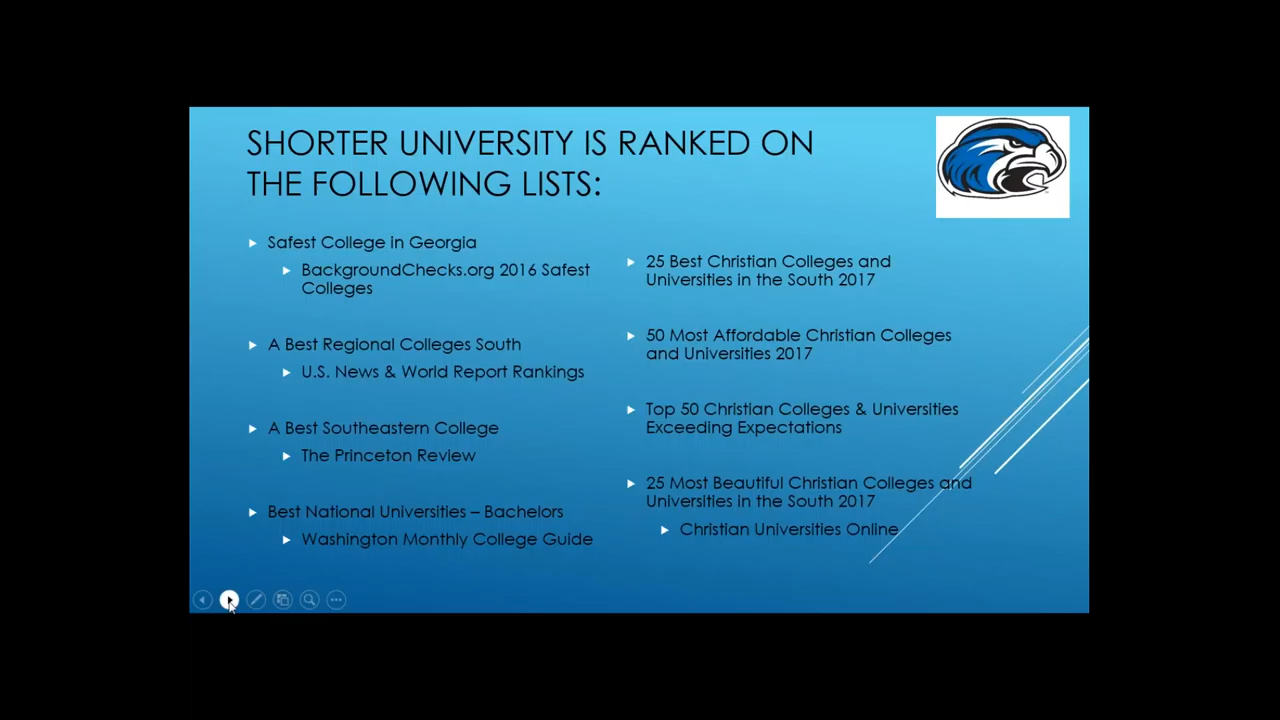 SHORTER UNIVERSITY IS RANKED ON
THE FOLLOWING LISTS:
Safest College in Georgia
BackgroundChecks.org 2016 Safest
Colleges
A Best Regional Colleges South
U.S. News & World Report Rankings
A Best Southeastern College
The Princeton Review
Best National Universities – Bachelors
Washington Monthly College Guide
25 Best Christian Colleges and
Universities in the South 2017
50 Most Affordable Christian Colleges
and Universities 2017
Top 50 Christian Colleges & Universities
Exceeding Expectations
25 Most Beautiful Christian Colleges and
Universities in the South 2017
Christian Universities Online